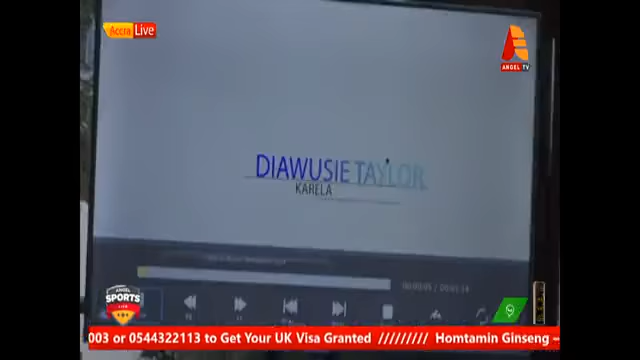 Accra Live
ANGEL TV
DIAWUSIE TAYLOR
KARELA
ANGEL
SPORTS
003 or 0544322113 to Get Your UK Visa Granted ///////// Homtamin Ginseng –